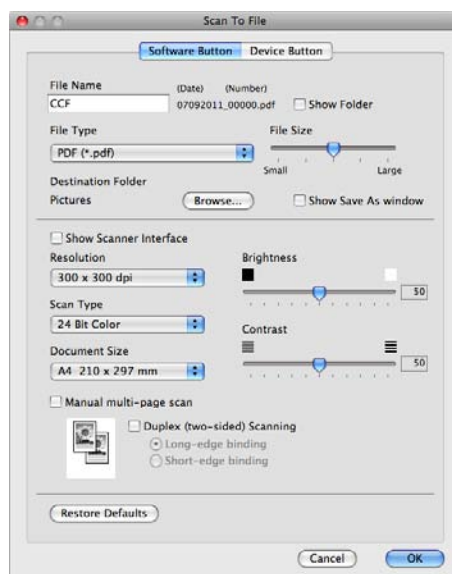 Scan To File
Software Button Device Button
File Name (Date) (Number)
CCF 07092011_00000.pdf Show Folder
File Type File Size
PDF (*.pdf)
Small Large
Destination Folder
Pictures Browse... Show Save As window
Show Scanner Interface
Resolution Brightness
300 x 300 dpi
50
Scan Type
24 Bit Color Contrast
Document Size
A4 210 x 297 mm 50
Manual multi-page scan
Duplex (two-sided) Scanning
Long-edge binding
Short-edge binding
Restore Defaults
Cancel OK